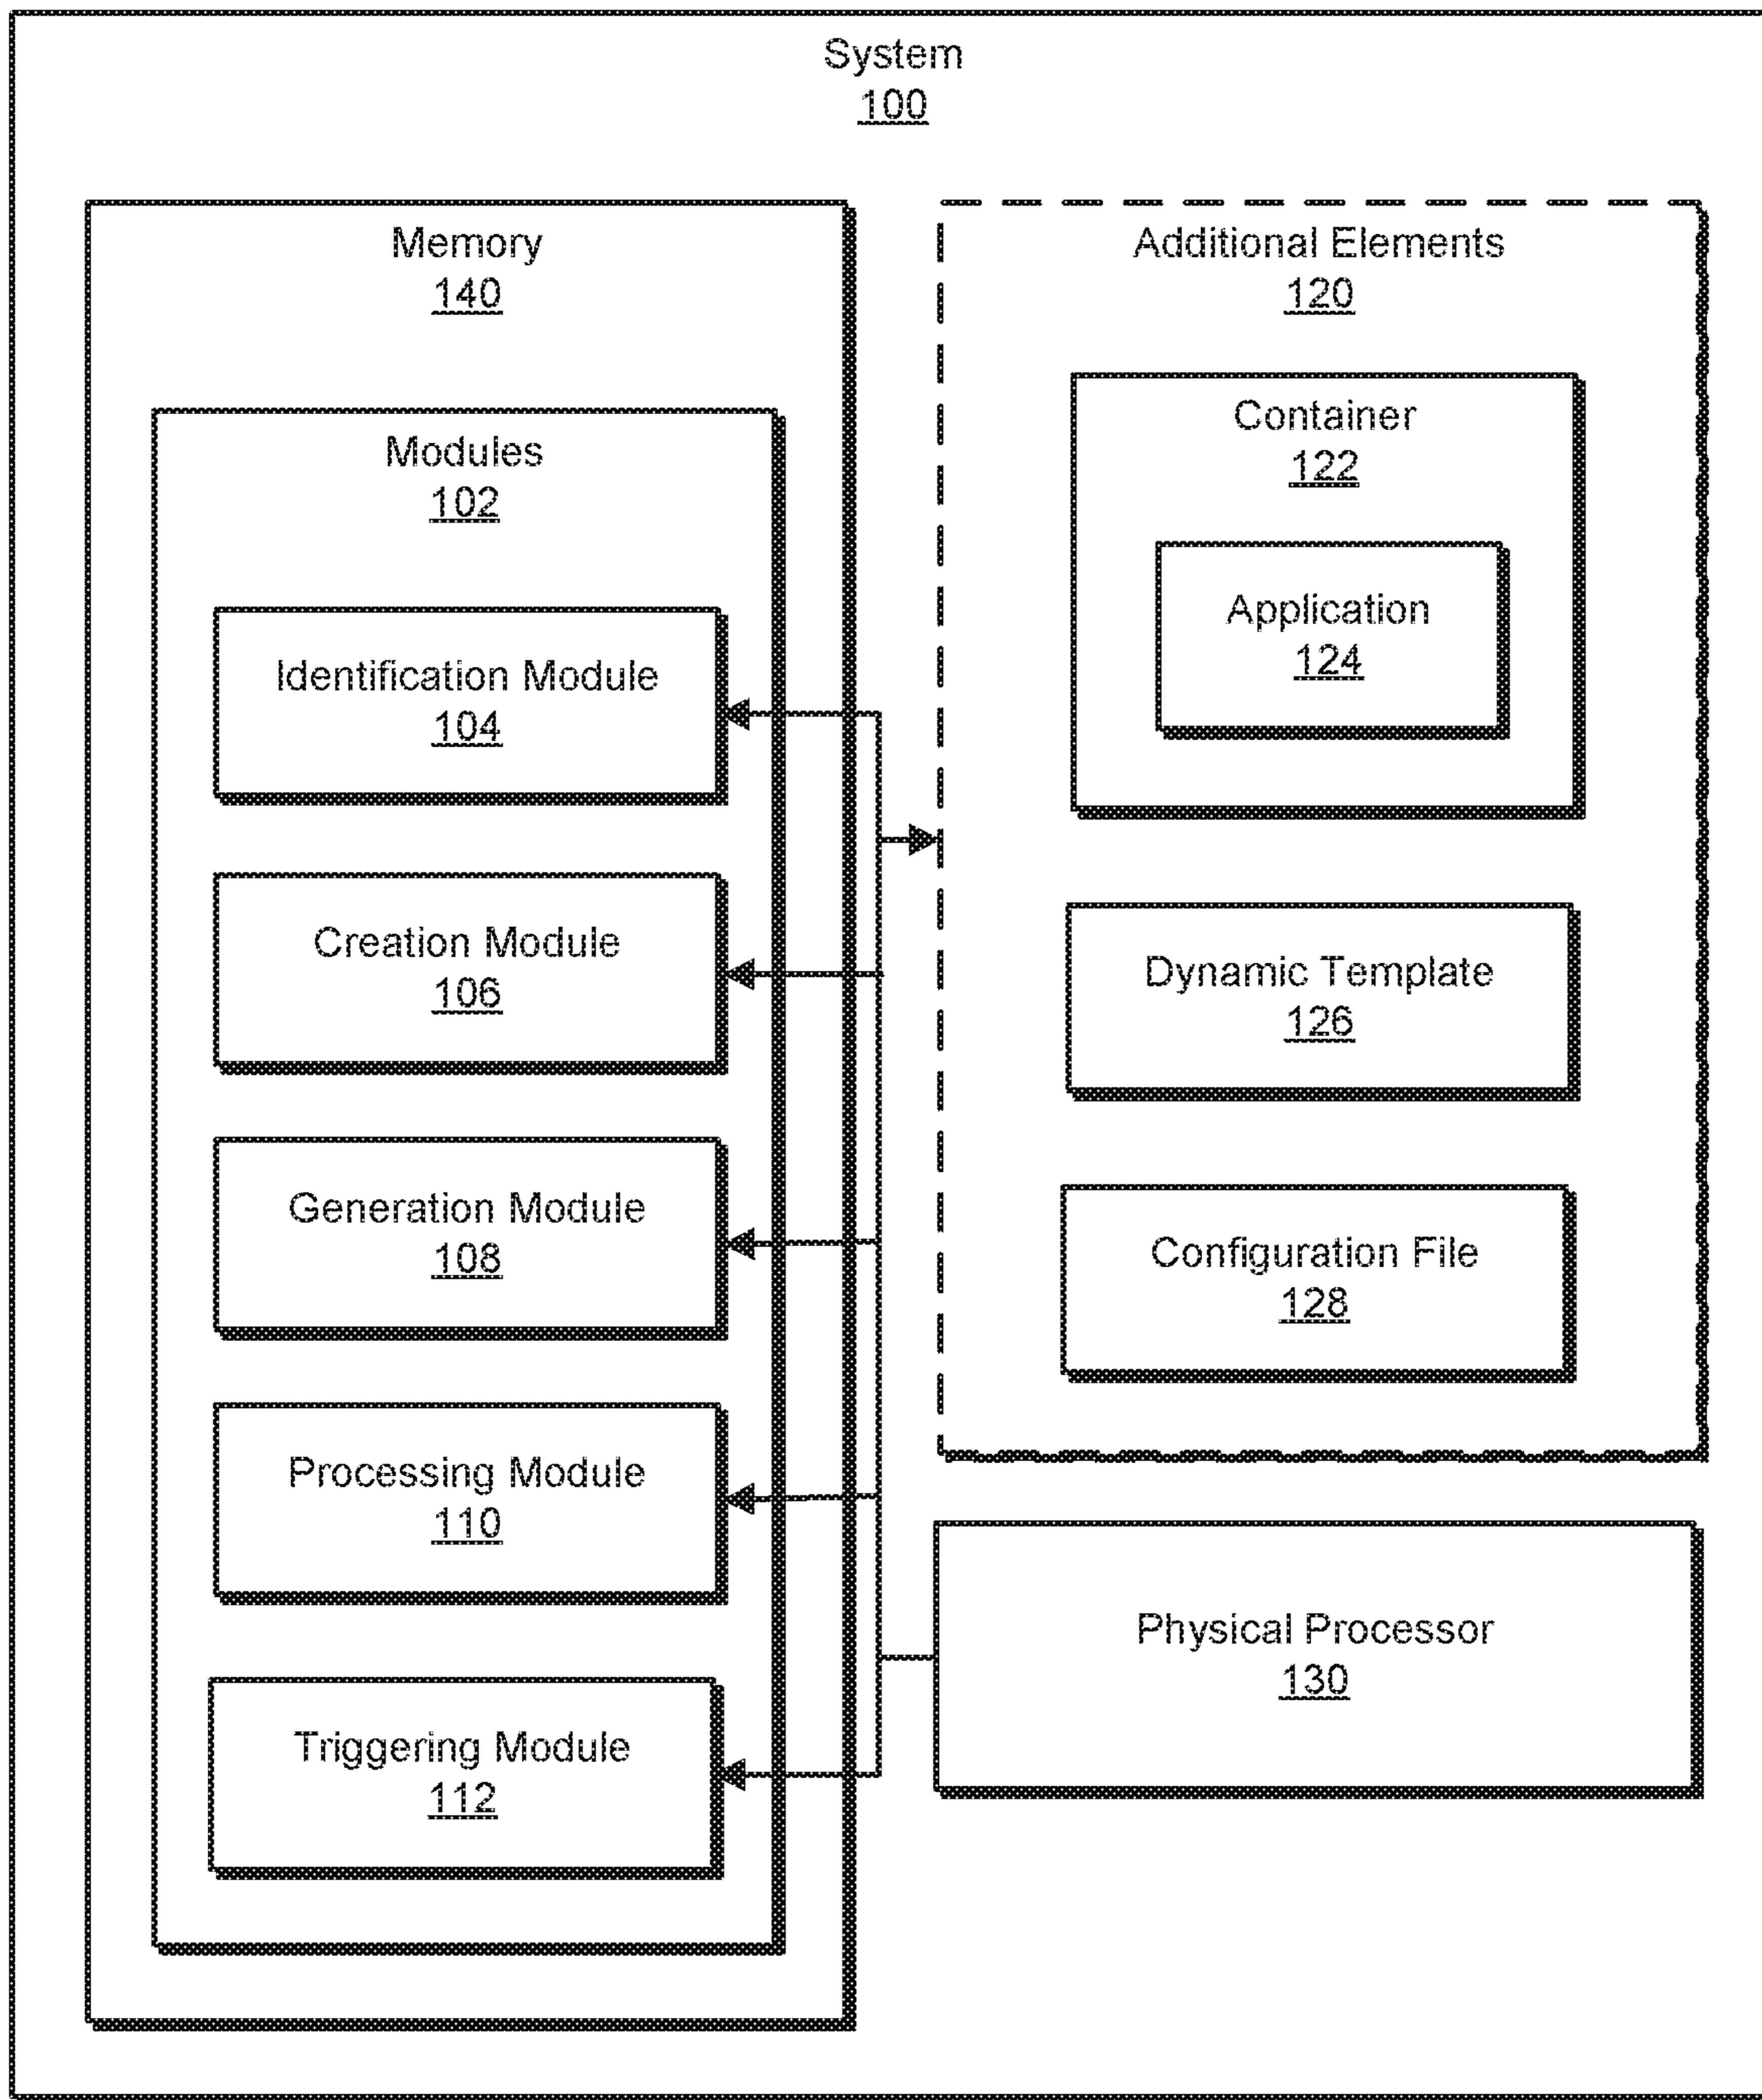 System
100
Memory
140
Modules
102
Identification Module
104
Creation Module
106
Generation Module
108
Processing Module
110
Triggering Module
112
Additional Elements
120
Container
122
Application
124
Dynamic Template
126
Configuration File
128
Physical Processor
130